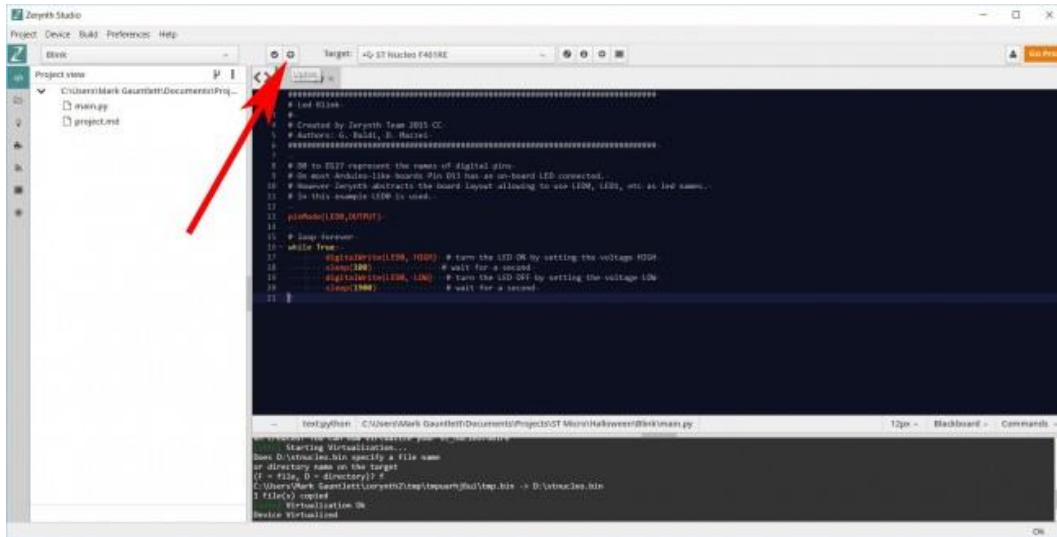 Zerynth Studio
Project Device Build Preferences Help
Blink
Target: ST Nucleo F401RE
Go Pro
Project view
C:\Users\Mark Gauntlett\Documents\Proj...
main.py
project.md
Uplink
################################################################################
# Led Blink
#
# Created by Zerynth Team 2015 CC.
# Authors: G. Baldi, D. Mazzei
################################################################################
# D0 to D127 represent the names of digital pins
# On most Arduino-like boards Pin D13 has an on-board LED connected.
# However Zerynth abstracts the board layout allowing to use LED0, LED1, etc as led names.
# In this example LED0 is used.
pinMode(LED0,OUTPUT)
# loop forever
while True:
digitalWrite(LED0, HIGH) # turn the LED ON by setting the voltage HIGH
sleep(100) # wait for a second
digitalWrite(LED0, LOW) # turn the LED OFF by setting the voltage LOW
sleep(1900) # wait for a second
text:python C:\Users\Mark Gauntlett\Documents\Projects\ST Micro\Halloween\Blink\main.py 12px Blackboard Commands
Starting Virtualization...
Does D:\stnucleo.bin specify a file name
or directory name on the target
(F = file, D = directory)? f
1 file(s) copied
Virtualization Ok
Device Virtualized
Ok